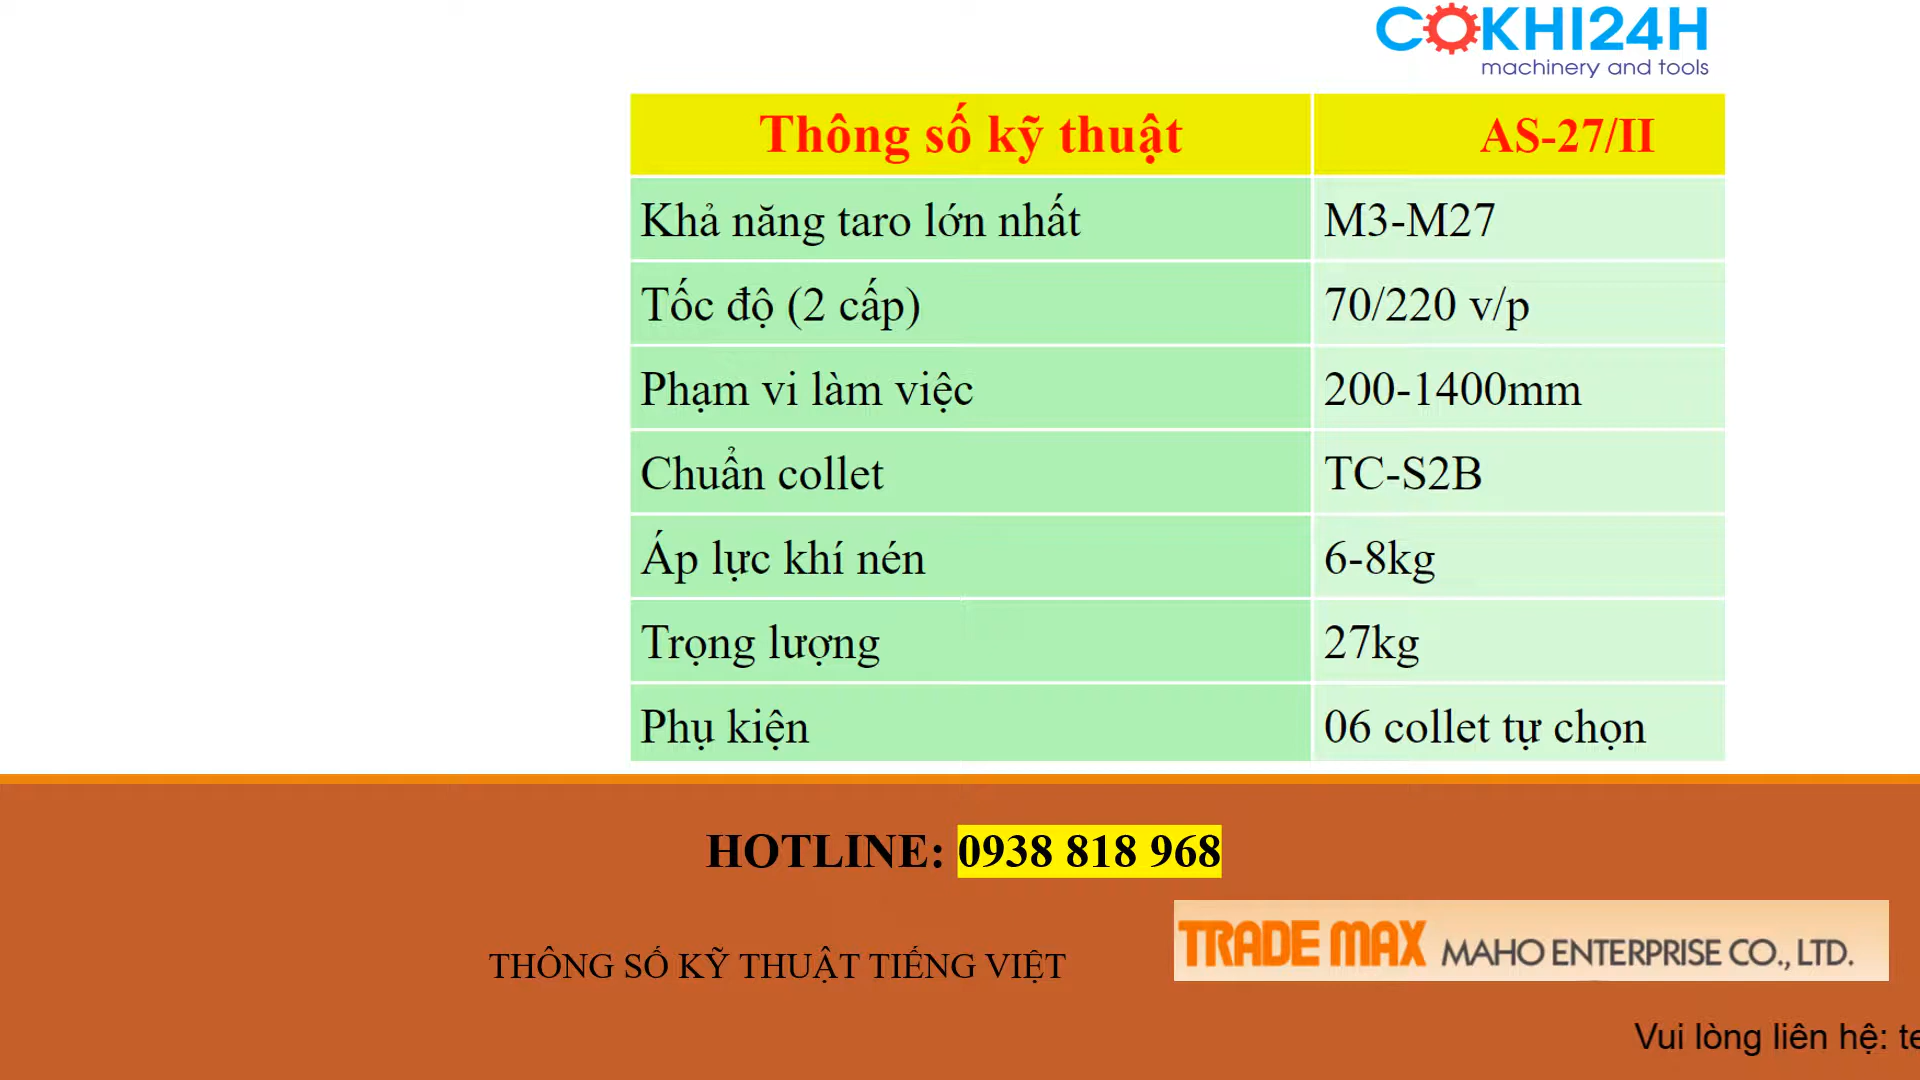 COKHI24H
machinery and tools
Thông số kỹ thuật AS-27/II
Khả năng taro lớn nhất M3-M27
Tốc độ (2 cấp) 70/220 v/p
Phạm vi làm việc 200-1400mm
Chuẩn collet TC-S2B
Áp lực khí nén 6-8kg
Trọng lượng 27kg
Phụ kiện 06 collet tự chọn
HOTLINE: 0938 818 968
TRADE MAX MAHO ENTERPRISE CO., LTD.
THÔNG SỐ KỸ THUẬT TIẾNG VIỆT
Vui lòng liên hệ: